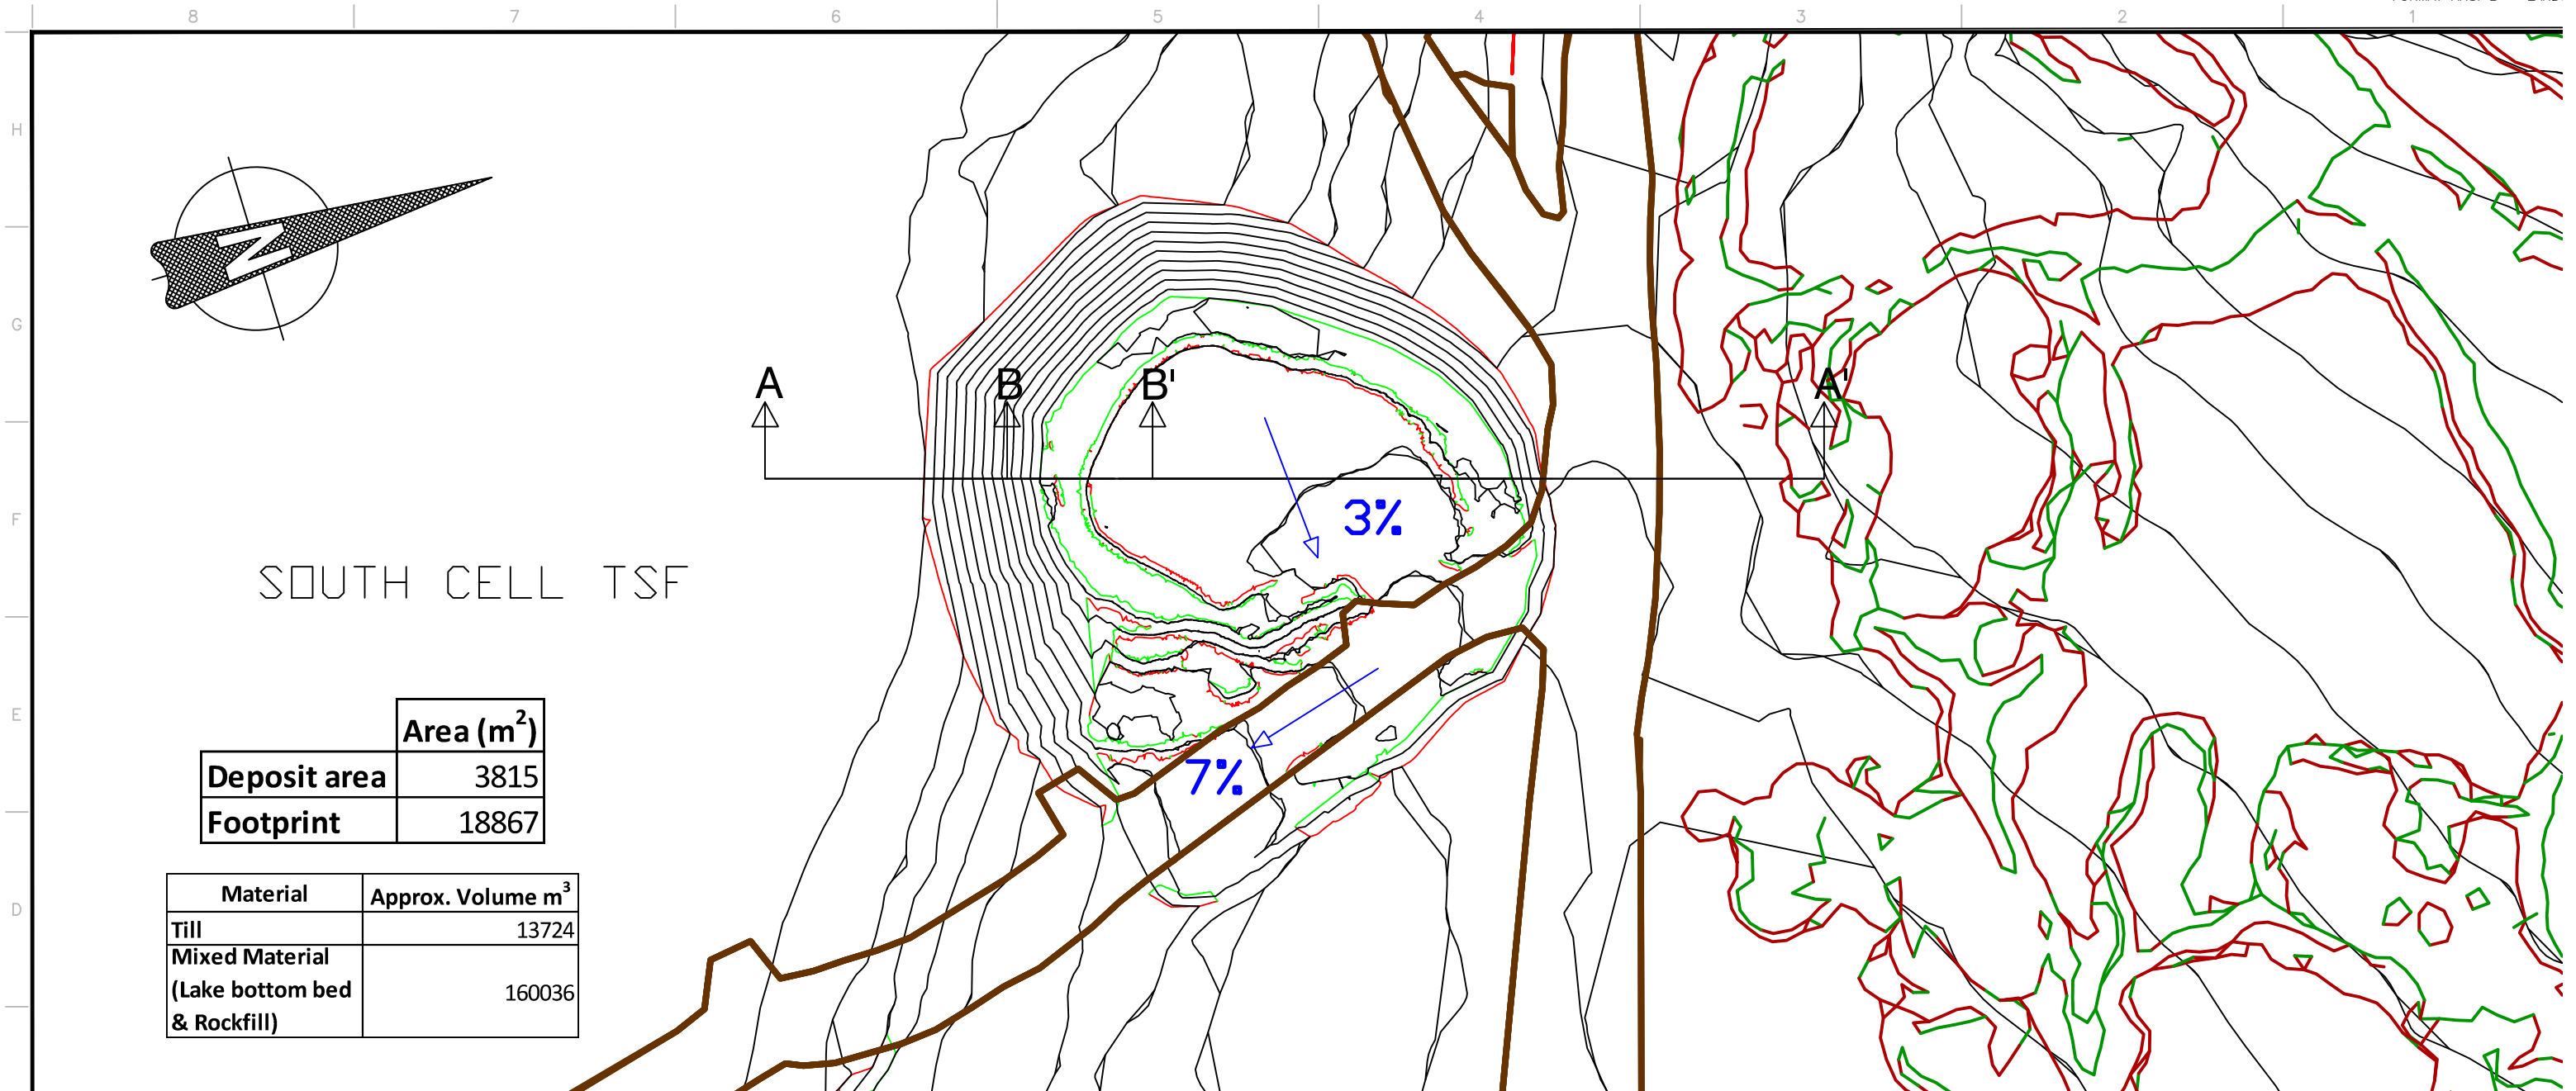 8 7 6 5 4 3 2 1
H
N
G
A B B' A'
3%
F
SOUTH CELL TSF
E
Area (m²)
Deposit area 3815
Footprint 18867
7%
Material Approx. Volume m³
Till 13724
D
Mixed Material
(Lake bottom bed 160036
& Rockfill)